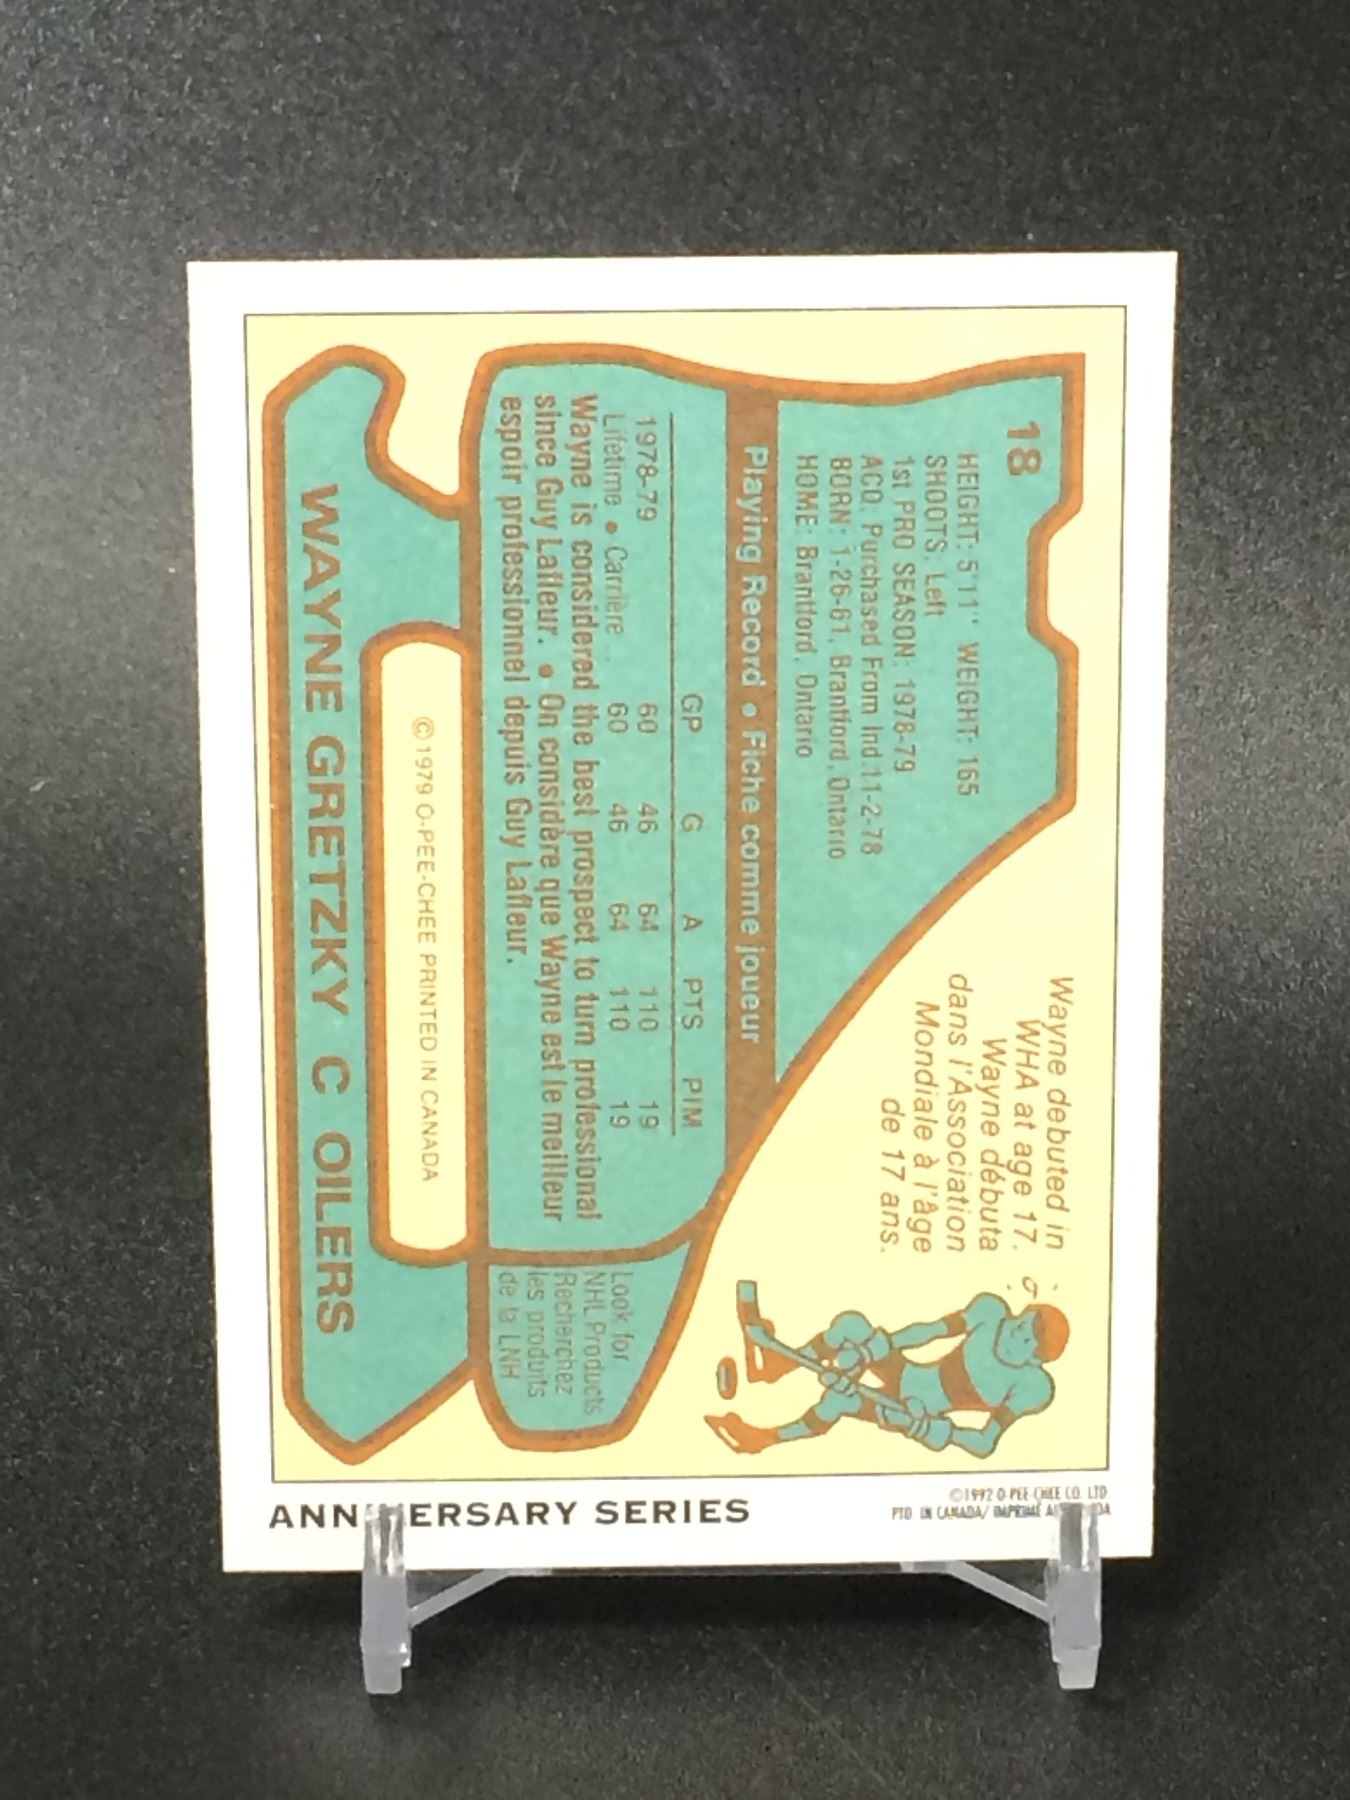 18
HEIGHT: 5'11" WEIGHT: 165
SHOOTS: Left
1st PRO SEASON: 1978-79
ACQ. Purchased From Ind. 11-2-78
BORN: 1-26-61, Brantford, Ontario
HOME: Brantford, Ontario
Wayne debuted in
WHA at age 17.
Wayne débuta
dans l'Association
Mondiale à l'âge
de 17 ans.
Playing Record • Fiche comme joueur
GP G A PTS PIM
1978-79 60 46 64 110 19
Lifetime • Carrière.. 60 46 64 110 19
Wayne is considered the best prospect to turn professional
since Guy Lafleur. • On considère que Wayne est le meilleur
espoir professionnel depuis Guy Lafleur.
Look for
NHL Products
Recherchez
les produits
de la LNH
© 1979 O-PEE-CHEE PRINTED IN CANADA
WAYNE GRETZKY C OILERS
SERIES
©1992 O-PEE-CHEE CO. LTD
PTD. IN CANADA/ IMPRIMÉ